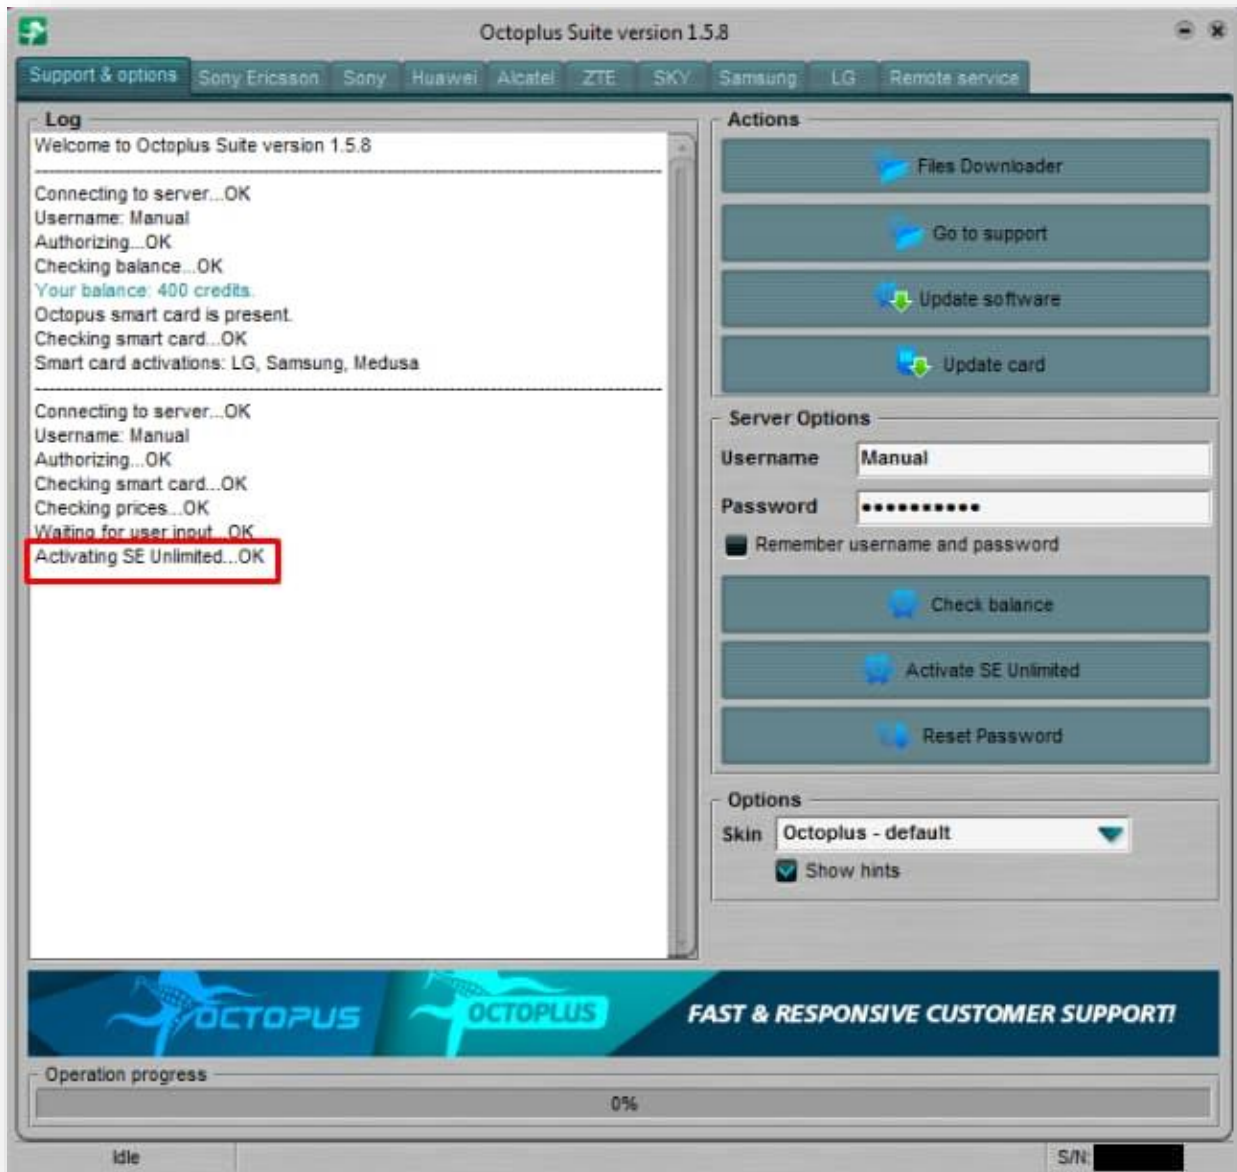 Octoplus Suite version 1.5.8
Support & options Sony Ericsson Sony Huawei Alcatel ZTE SKY Samsung LG Remote service
Log
Welcome to Octoplus Suite version 1.5.8
Connecting to server...OK
Username: Manual
Authorizing...OK
Checking balance...OK
Your balance: 400 credits.
Octopus smart card is present.
Checking smart card...OK
Smart card activations: LG, Samsung, Medusa
Connecting to server...OK
Username: Manual
Authorizing...OK
Checking smart card...OK
Checking prices...OK
Waiting for user input...OK
Activating SE Unlimited...OK
Actions
Files Downloader
Go to support
Update software
Update card
Server Options
Username Manual
Password ••••••••••
Remember username and password
Check balance
Activate SE Unlimited
Reset Password
Options
Skin Octoplus - default
Show hints
OCTOPUS OCTOPLUS FAST & RESPONSIVE CUSTOMER SUPPORT!
Operation progress
0%
Idle S/N: